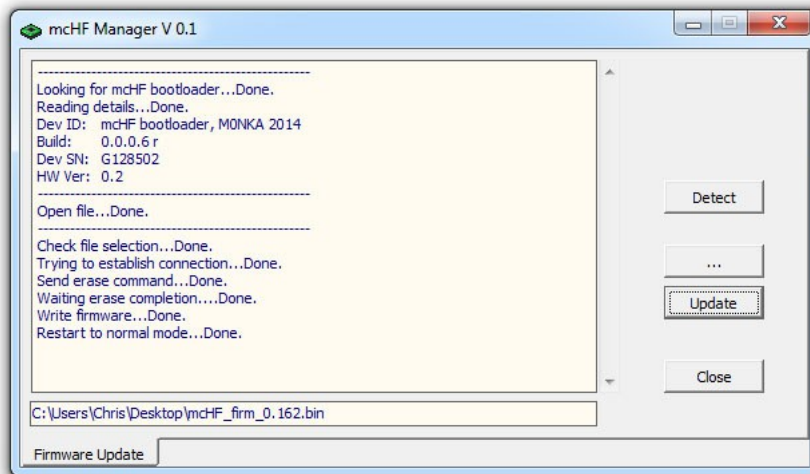 mcHF Manager V 0.1
--------------------------------------------------
Looking for mcHF bootloader...Done.
Reading details...Done.
Dev ID: mcHF bootloader, M0NKA 2014
Build: 0.0.0.6 r
Dev SN: G128502
HW Ver: 0.2
--------------------------------------------------
Open file...Done.
--------------------------------------------------
Check file selection...Done.
Trying to establish connection...Done.
Send erase command...Done.
Waiting erase completion....Done.
Write firmware...Done.
Restart to normal mode...Done.
Detect
...
Update
Close
C:\Users\Chris\Desktop\mcHF_firm_0.162.bin
Firmware Update